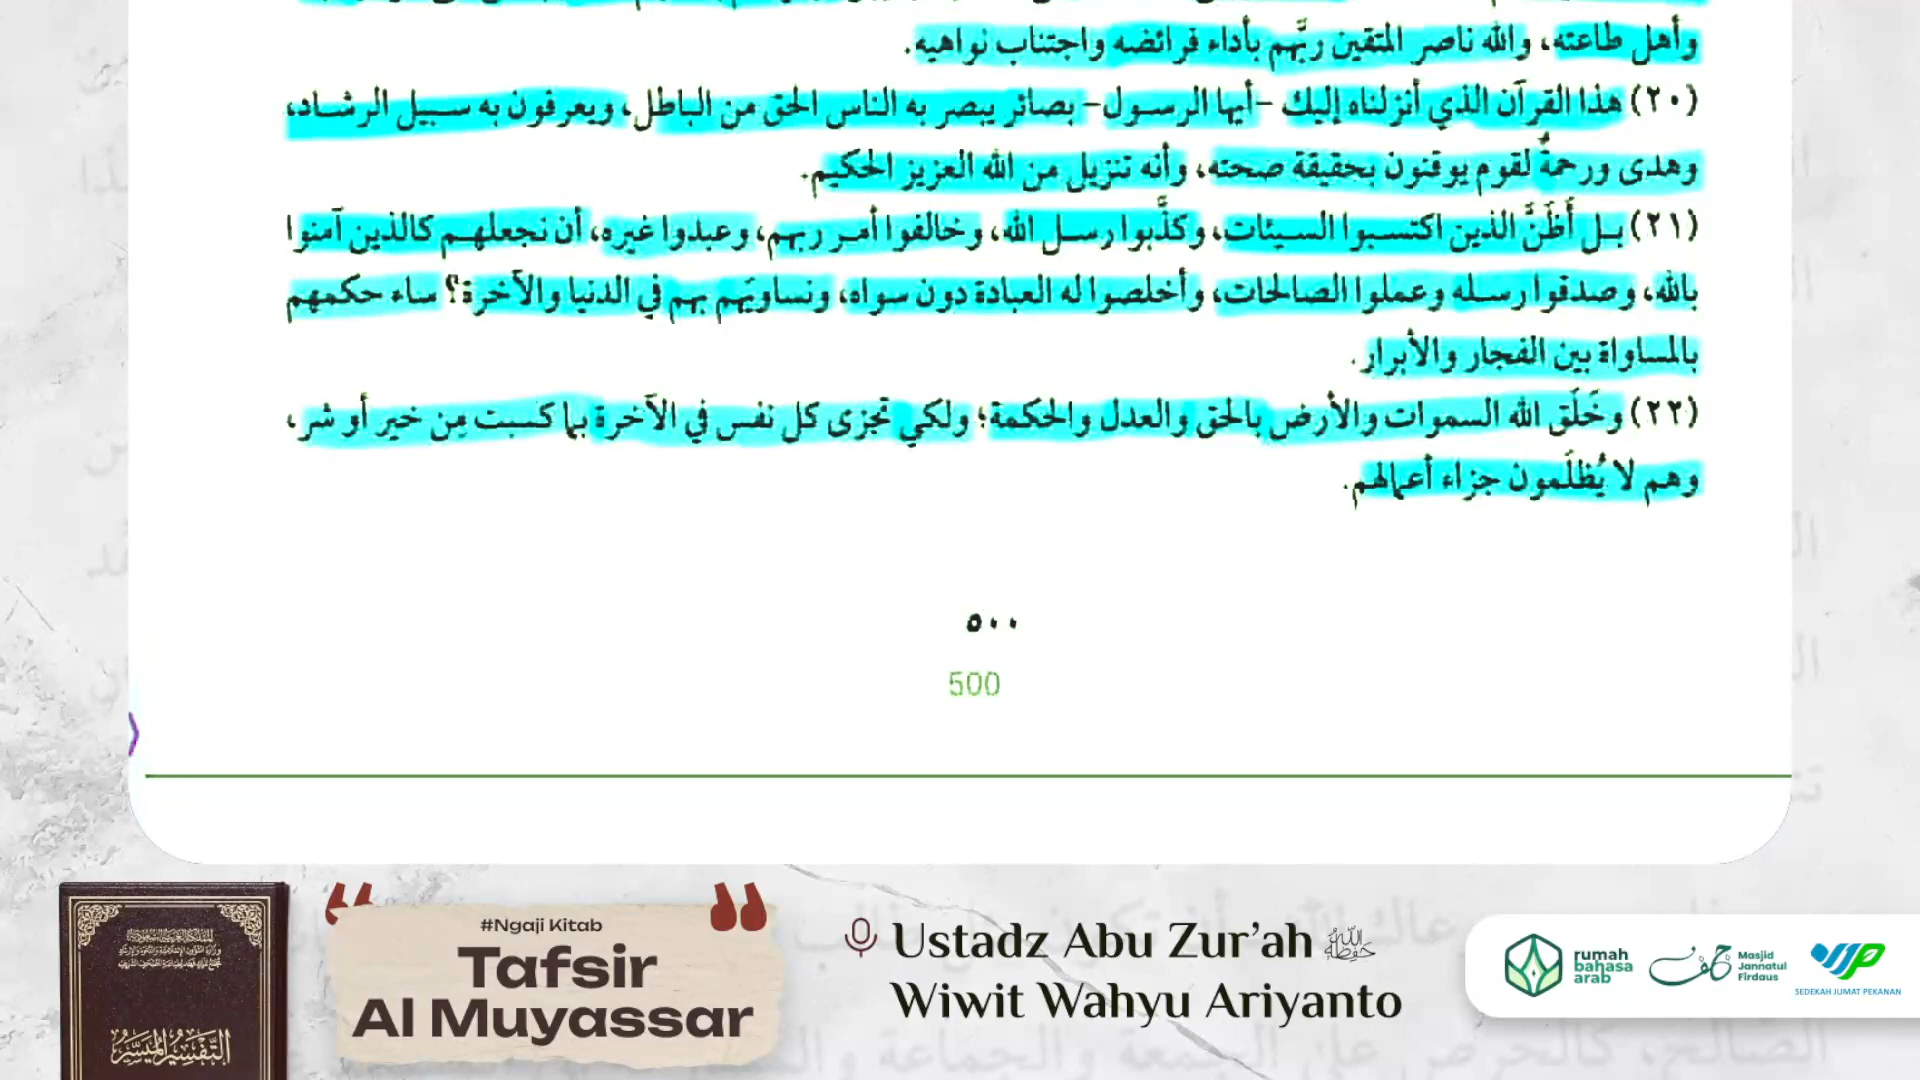 وأهل طاعته، والله ناصر المتقين ربَّهم بأداء فرائضه واجتناب نواهيه.
(٢٠) هذا القرآن الذي أنزلناه إليك -أيها الرسول- بصائر يبصر به الناس الحق من الباطل، ويعرفون به سبيل الرشاد،
وهدى ورحمةٌ لقوم يوقنون بحقيقة صحته، وأنه تنزيل من الله العزيز الحكيم.
(٢١) بل أَظَنَّ الذين اكتسبوا السيئات، وكذَّبوا رسل الله، وخالفوا أمر ربهم، وعبدوا غيره، أن نجعلهم كالذين آمنوا
بالله، وصدقوا رسله وعملوا الصالحات، وأخلصوا له العبادة دون سواه، ونساويَهم بهم في الدنيا والآخرة؟ ساء حكمهم
بالمساواة بين الفجار والأبرار.
(٢٢) وخَلَق الله السموات والأرض بالحق والعدل والحكمة؛ ولكي تجزى كل نفس في الآخرة بما كسبت مِن خير أو شر،
وهم لا يُظلَمون جزاء أعمالهم.
٥٠٠
500
#Ngaji Kitab
Tafsir
Al Muyassar
التفسير الميسر
Ustadz Abu Zur'ah حفظه الله
Wiwit Wahyu Ariyanto
rumah
bahasa
arab
Masjid
Jannatul
Firdaus
SEDEKAH JUMAT PEKANAN